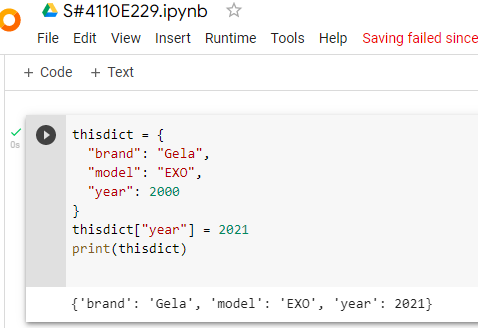 S#4110E229.ipynb
File Edit View Insert Runtime Tools Help Saving failed since
+ Code + Text
0s
thisdict = {
  "brand": "Gela",
  "model": "EXO",
  "year": 2000
}
thisdict["year"] = 2021
print(thisdict)
{'brand': 'Gela', 'model': 'EXO', 'year': 2021}